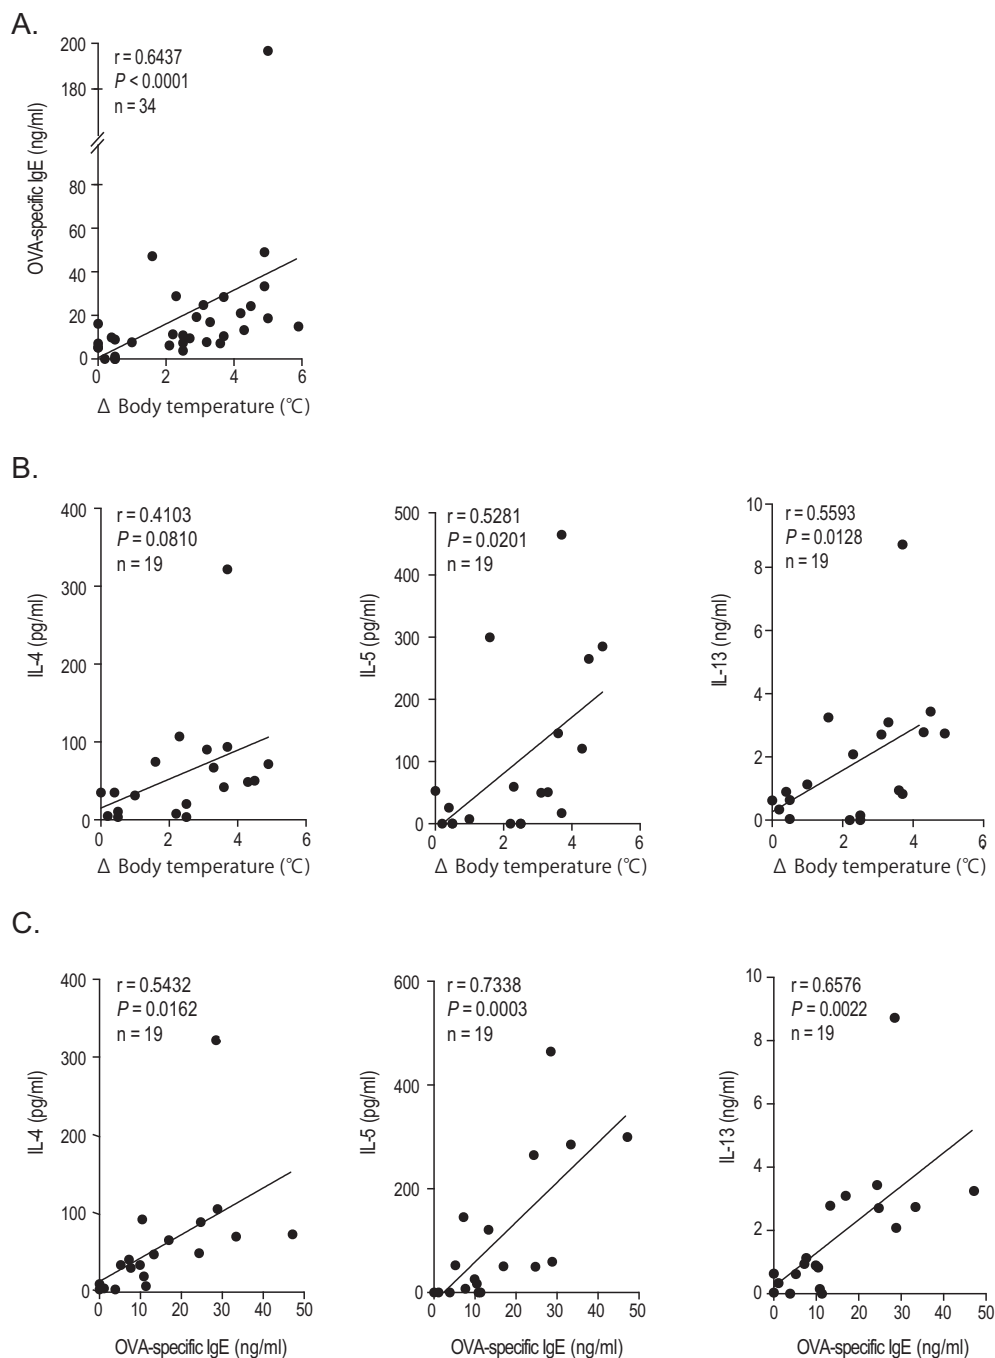 A.
r = 0.6437
P < 0.0001
n = 34
OVA-specific IgE (ng/ml)
200
180
80
60
40
20
0
0 2 4 6
Δ Body temperature (℃)
B.
r = 0.4103
P = 0.0810
n = 19
IL-4 (pg/ml)
400
300
200
100
0
0 2 4 6
Δ Body temperature (℃)
r = 0.5281
P = 0.0201
n = 19
IL-5 (pg/ml)
500
400
300
200
100
0
0 2 4 6
Δ Body temperature (℃)
r = 0.5593
P = 0.0128
n = 19
IL-13 (ng/ml)
10
8
6
4
2
0
0 2 4 6
Δ Body temperature (℃)
C.
r = 0.5432
P = 0.0162
n = 19
IL-4 (pg/ml)
400
300
200
100
0
0 10 20 30 40 50
OVA-specific IgE (ng/ml)
r = 0.7338
P = 0.0003
n = 19
IL-5 (pg/ml)
600
400
200
0
0 10 20 30 40 50
OVA-specific IgE (ng/ml)
r = 0.6576
P = 0.0022
n = 19
IL-13 (ng/ml)
10
8
6
4
2
0
0 10 20 30 40 50
OVA-specific IgE (ng/ml)